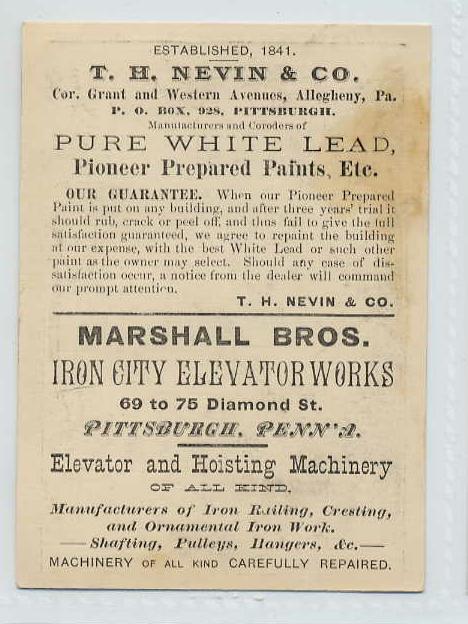 ESTABLISHED, 1841.
T. H. NEVIN & CO.
Cor. Grant and Western Avenues, Allegheny, Pa.
P. O. BOX, 928, PITTSBURGH.
Manufacturers and Coroders of
PURE WHITE LEAD,
Pioneer Prepared Paints, Etc.
OUR GUARANTEE. When our Pioneer Prepared
Paint is put on any building, and after three years' trial it
should rub, crack or peel off, and thus fail to give the full
satisfaction guaranteed, we agree to repaint the building
at our expense, with the best White Lead or such other
paint as the owner may select. Should any case of dis-
satisfaction occur, a notice from the dealer will command
our prompt attention.
T. H. NEVIN & CO.
MARSHALL BROS.
IRON CITY ELEVATOR WORKS
69 to 75 Diamond St.
PITTSBURGH, PENN'A.
Elevator and Hoisting Machinery
OF ALL KIND.
Manufacturers of Iron Railing, Cresting,
and Ornamental Iron Work.
—Shafting, Pulleys, Hangers, &c.—
MACHINERY OF ALL KIND CAREFULLY REPAIRED.